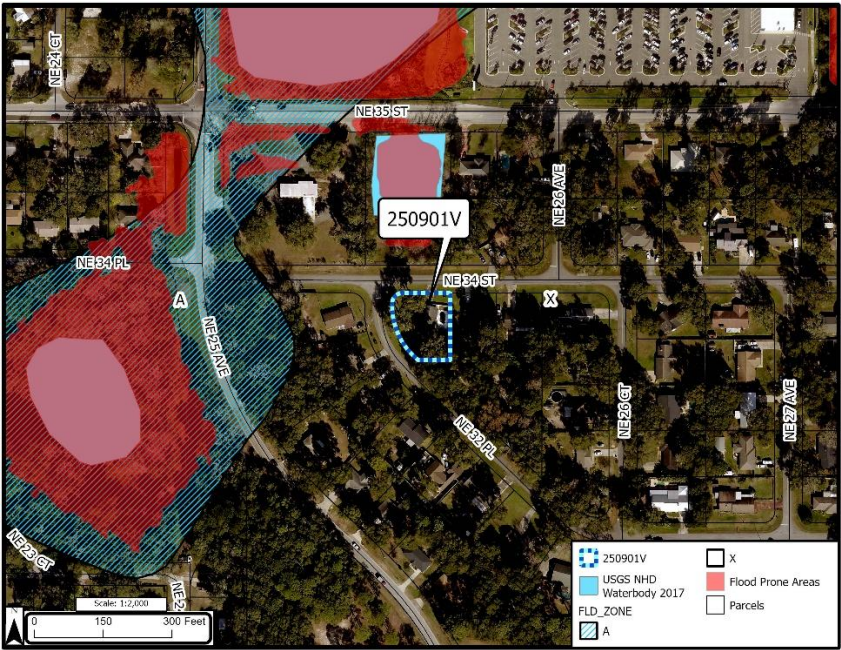 NE 24 CT
NE 35 ST
NE 26 AVE
250901V
NE 34 PL
NE 34 ST
A
X
NE 25 AVE
NE 32 PL
NE 26 CT
NE 27 AVE
NE 23 CT
NE 2
Scale: 1:2,000
0 150 300 Feet
250901V
USGS NHD
Waterbody 2017
FLD_ZONE
A
X
Flood Prone Areas
Parcels